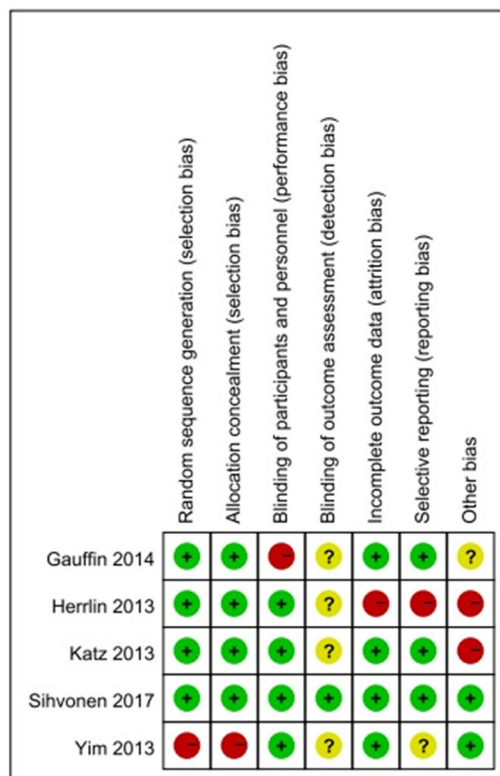 Random sequence generation (selection bias)
Allocation concealment (selection bias)
Blinding of participants and personnel (performance bias)
Blinding of outcome assessment (detection bias)
Incomplete outcome data (attrition bias)
Selective reporting (reporting bias)
Other bias
Gauffin 2014 + + - ? + + ?
Herrlin 2013 + + + ? - - -
Katz 2013 + + + ? + + -
Sihvonen 2017 + + + + + + +
Yim 2013 - - + ? + ? +